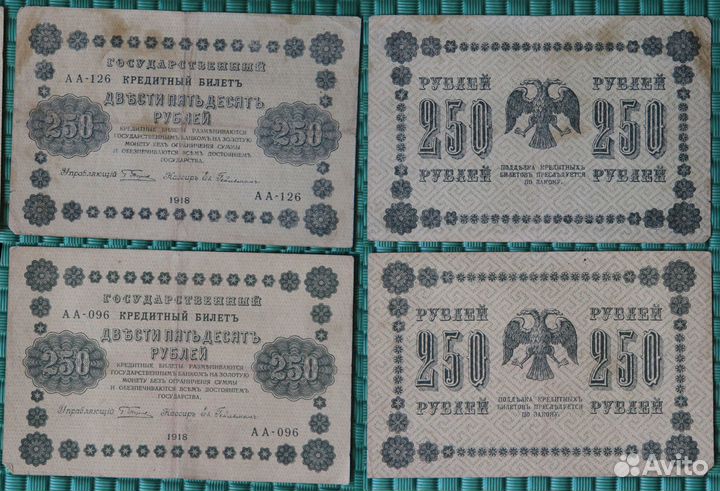 ГОСУДАРСТВЕННЫЙ
АА-126 КРЕДИТНЫЙ БИЛЕТЪ
ДВѢСТИ ПЯТЬДЕСЯТЪ
РУБЛЕЙ
250 250
КРЕДИТНЫЕ БИЛЕТЫ РАЗМѢНИВАЮТСЯ
ГОСУДАРСТВЕННЫМЪ БАНКОМЪ НА ЗОЛОТУЮ
МОНЕТУ БЕЗЪ ОГРАНИЧЕНІЯ СУММЫ
И ОБЕЗПЕЧИВАЮТСЯ ВСѢМЪ ДОСТОЯНІЕМЪ
ГОСУДАРСТВА.
Управляющій Кассиръ
АА-126
1918
РУБЛЕЙ РУБЛЕЙ
250 250
РУБЛЕЙ РУБЛЕЙ
ПОДДѢЛКА КРЕДИТНЫХЪ
БИЛЕТОВЪ ПРЕСЛѢДУЕТСЯ
ПО ЗАКОНУ.
ГОСУДАРСТВЕННЫЙ
АА-096 КРЕДИТНЫЙ БИЛЕТЪ
ДВѢСТИ ПЯТЬДЕСЯТЪ
РУБЛЕЙ
250 250
КРЕДИТНЫЕ БИЛЕТЫ РАЗМѢНИВАЮТСЯ
ГОСУДАРСТВЕННЫМЪ БАНКОМЪ НА ЗОЛОТУЮ
МОНЕТУ БЕЗЪ ОГРАНИЧЕНІЯ СУММЫ
И ОБЕЗПЕЧИВАЮТСЯ ВСѢМЪ ДОСТОЯНІЕМЪ
ГОСУДАРСТВА.
Управляющій Кассиръ
АА-096
1918
РУБЛЕЙ РУБЛЕЙ
250 250
РУБЛЕЙ РУБЛЕЙ
ПОДДѢЛКА КРЕДИТНЫХЪ
БИЛЕТОВЪ ПРЕСЛѢДУЕТСЯ
ПО ЗАКОНУ.
Avito